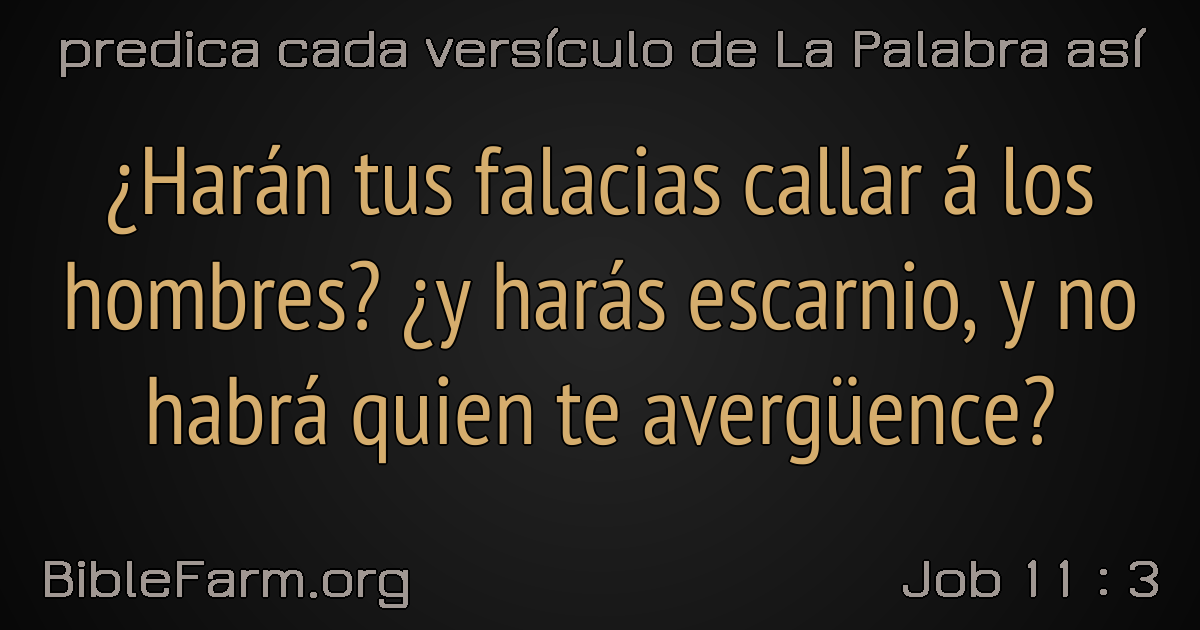 predica cada versículo de La Palabra así
¿Harán tus falacias callar á los
hombres? ¿y harás escarnio, y no
habrá quien te avergüence?
BibleFarm.org
Job 11 : 3